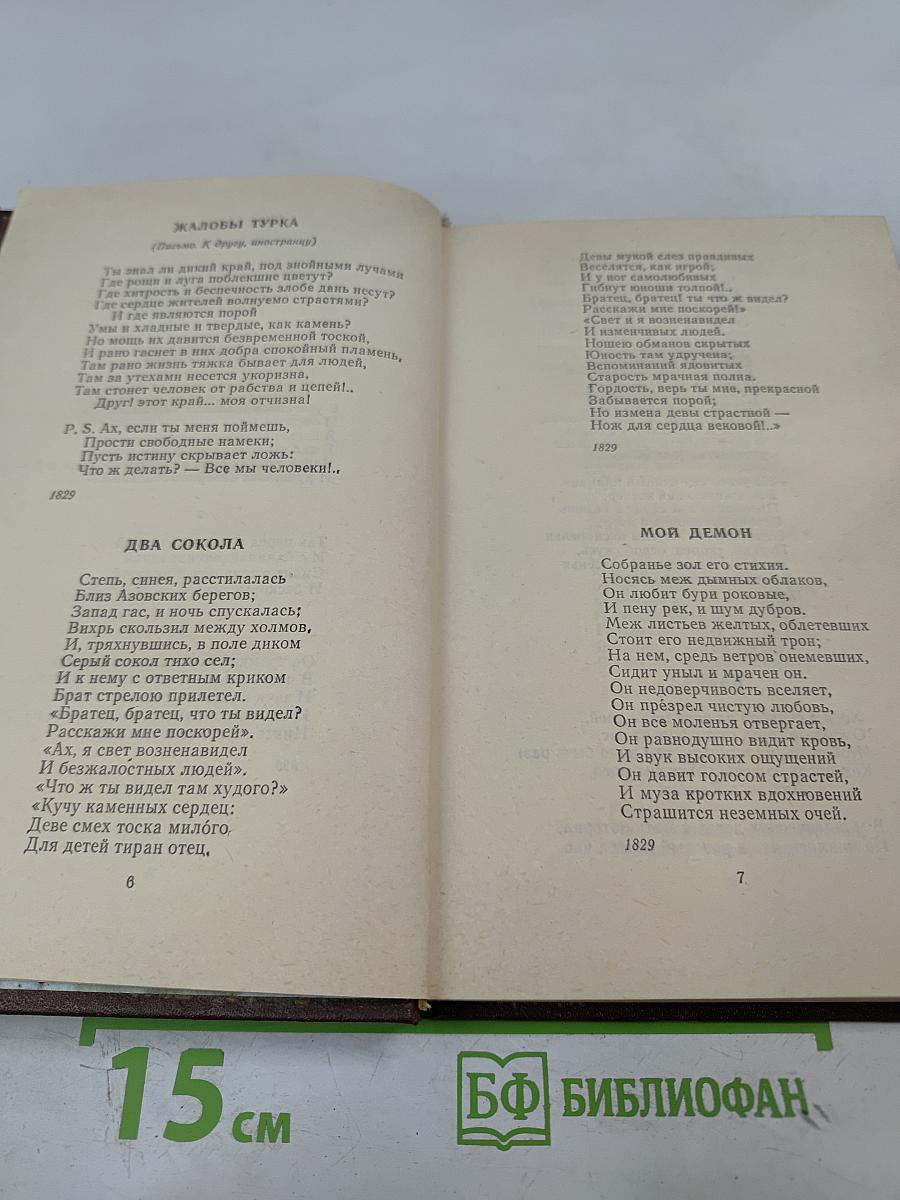 ЖАЛОБЫ ТУРКА
(Письмо. К другу, иностранцу)
Ты знал ли дикий край, под знойными лучами
Где рощи и луга поблекшие цветут?
Где хитрость и беспечность злобе дань несут?
Где сердце жителей волнуемо страстями?
И где являются порой
Умы и хладные и твердые, как камень?
Но мощь их давится безвременной тоской,
И рано гаснет в них добра спокойный пламень,
Там рано жизнь тяжка бывает для людей,
Там за утехами несется укоризна,
Там стонет человек от рабства и цепей!..
Друг! этот край... моя отчизна!
P. S. Ах, если ты меня поймешь,
Прости свободные намеки;
Пусть истину скрывает ложь:
Что ж делать? — Все мы человеки!..
1829
ДВА СОКОЛА
Степь, синея, расстилалась
Близ Азовских берегов;
Запад гас, и ночь спускалась;
Вихрь скользил между холмов.
И, тряхнувшись, в поле диком
Серый сокол тихо сел;
И к нему с ответным криком
Брат стрелою прилетел.
«Братец, братец, что ты видел?
Расскажи мне поскорей».
«Ах, я свет возненавидел
И безжалостных людей».
«Что ж ты видел там худого?»
«Кучу каменных сердец:
Деве смех тоска мило́го,
Для детей тиран отец.
6
Девы мукой слез правдивых
Веселятся, как игрой;
И у ног самолюбивых
Гибнут юноши толпой!..
Братец, братец! ты что ж видел?
Расскажи мне поскорей!»
«Свет и я возненавидел
И изменчивых людей.
Ношею обманов скрытых
Юность там удручена;
Вспоминаний ядовитых
Старость мрачная полна.
Гордость, верь ты мне, прекрасной
Забывается порой;
Но измена девы страстной —
Нож для сердца вековой!..»
1829
МОЙ ДЕМОН
Собранье зол его стихия.
Носясь меж дымных облаков,
Он любит бури роковые,
И пену рек, и шум дубров.
Меж листьев желтых, облетевших
Стоит его недвижный трон;
На нем, средь ветров онемевших,
Сидит уныл и мрачен он.
Он недоверчивость вселяет,
Он пре́зрел чистую любовь,
Он все моленья отвергает,
Он равнодушно видит кровь,
И звук высоких ощущений
Он давит голосом страстей,
И муза кротких вдохновений
Страшится неземных очей.
1829
7
15 см
БФ БИБЛИОФАН